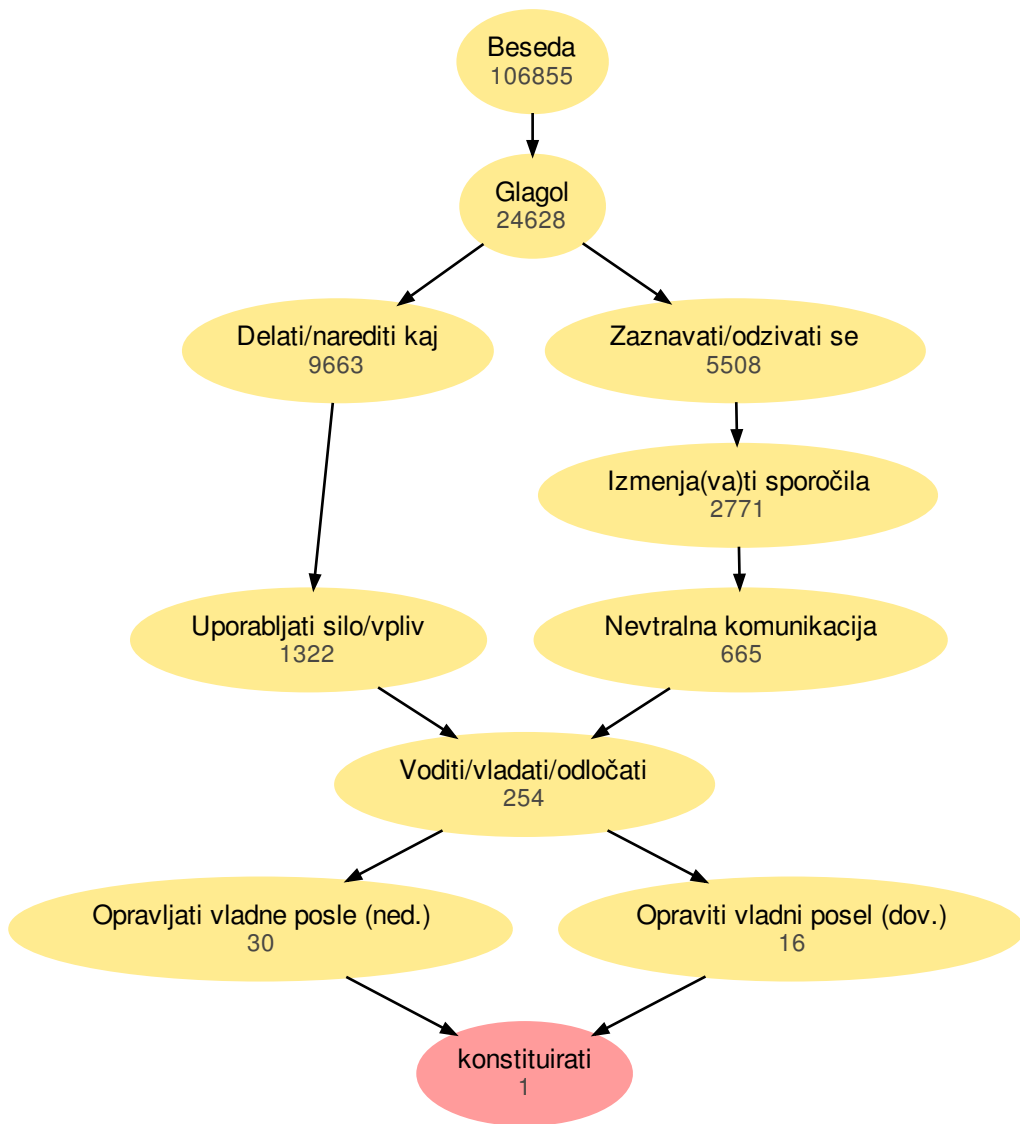 Beseda
106855
Glagol
24628
Delati/narediti kaj
9663
Zaznavati/odzivati se
5508
Izmenja(va)ti sporočila
2771
Uporabljati silo/vpliv
1322
Nevtralna komunikacija
665
Voditi/vladati/odločati
254
Opravljati vladne posle (ned.)
30
Opraviti vladni posel (dov.)
16
konstituirati
1